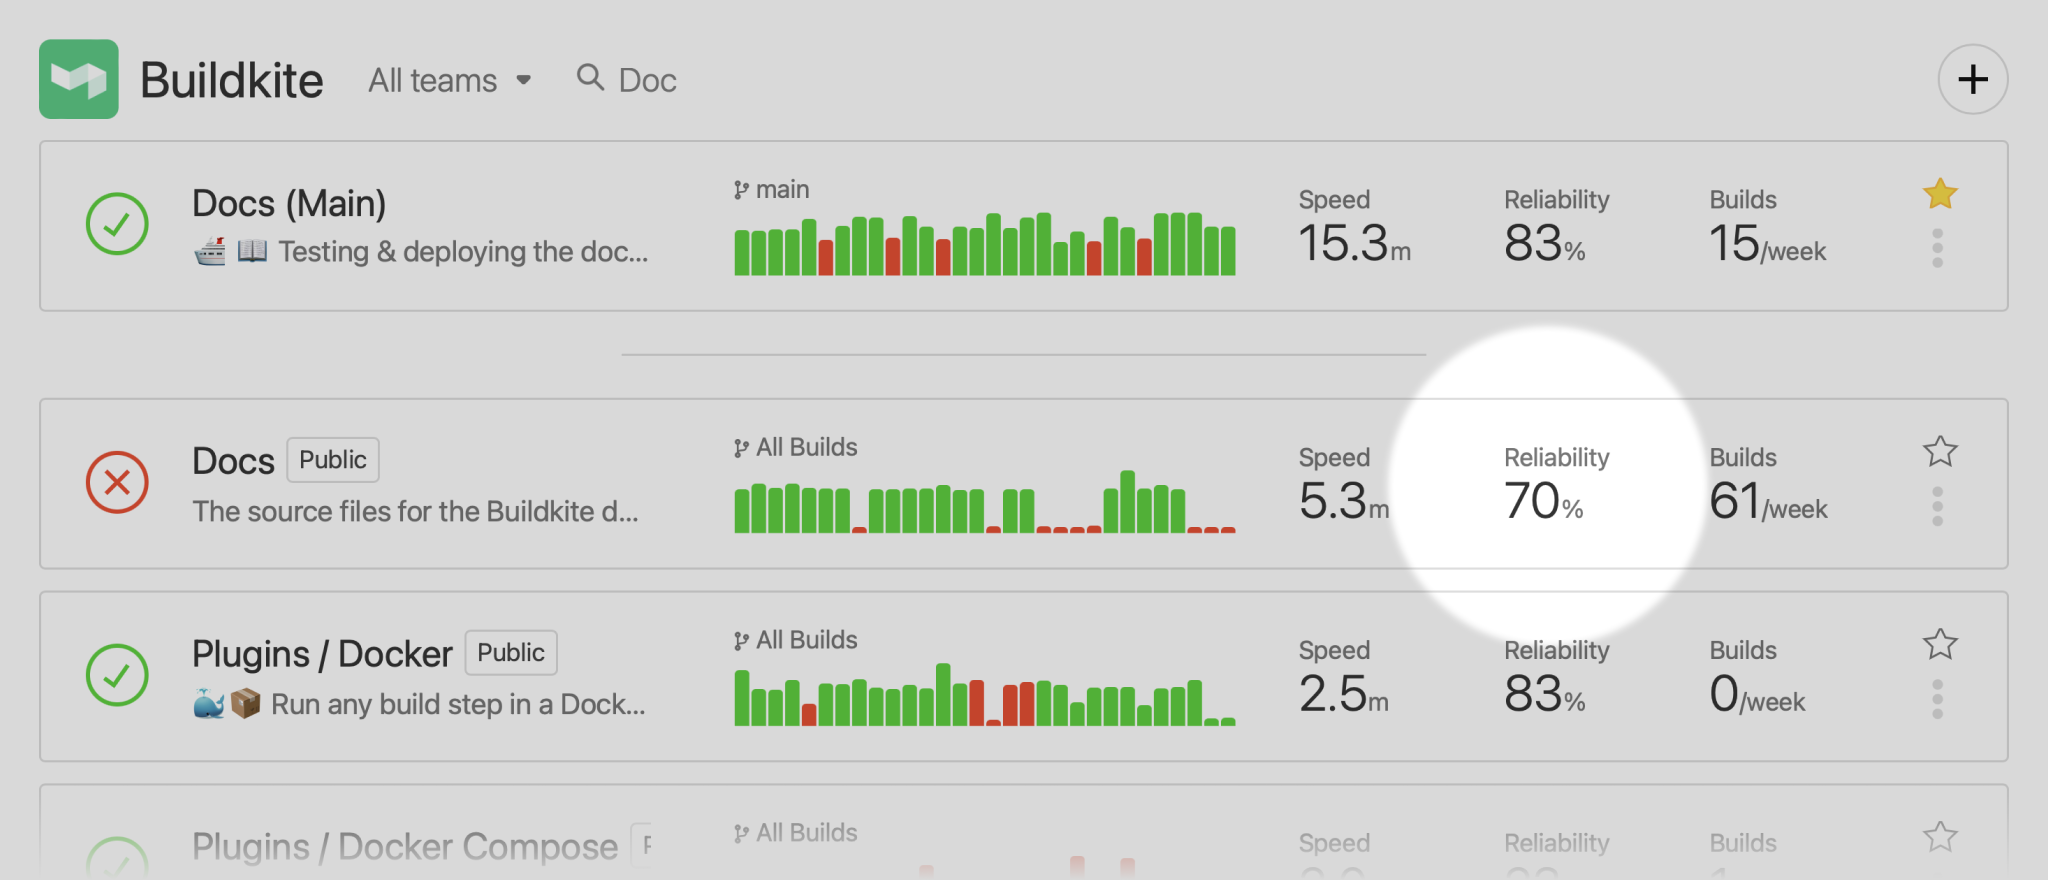 Buildkite All teams Doc
Docs (Main)
Testing & deploying the doc...
main
Speed
15.3m
Reliability
83%
Builds
15/week
Docs Public
The source files for the Buildkite d...
All Builds
Speed
5.3m
Reliability
70%
Builds
61/week
Plugins / Docker Public
Run any build step in a Dock...
All Builds
Speed
2.5m
Reliability
83%
Builds
0/week
Plugins / Docker Compose
All Builds
Speed
Reliability
Builds